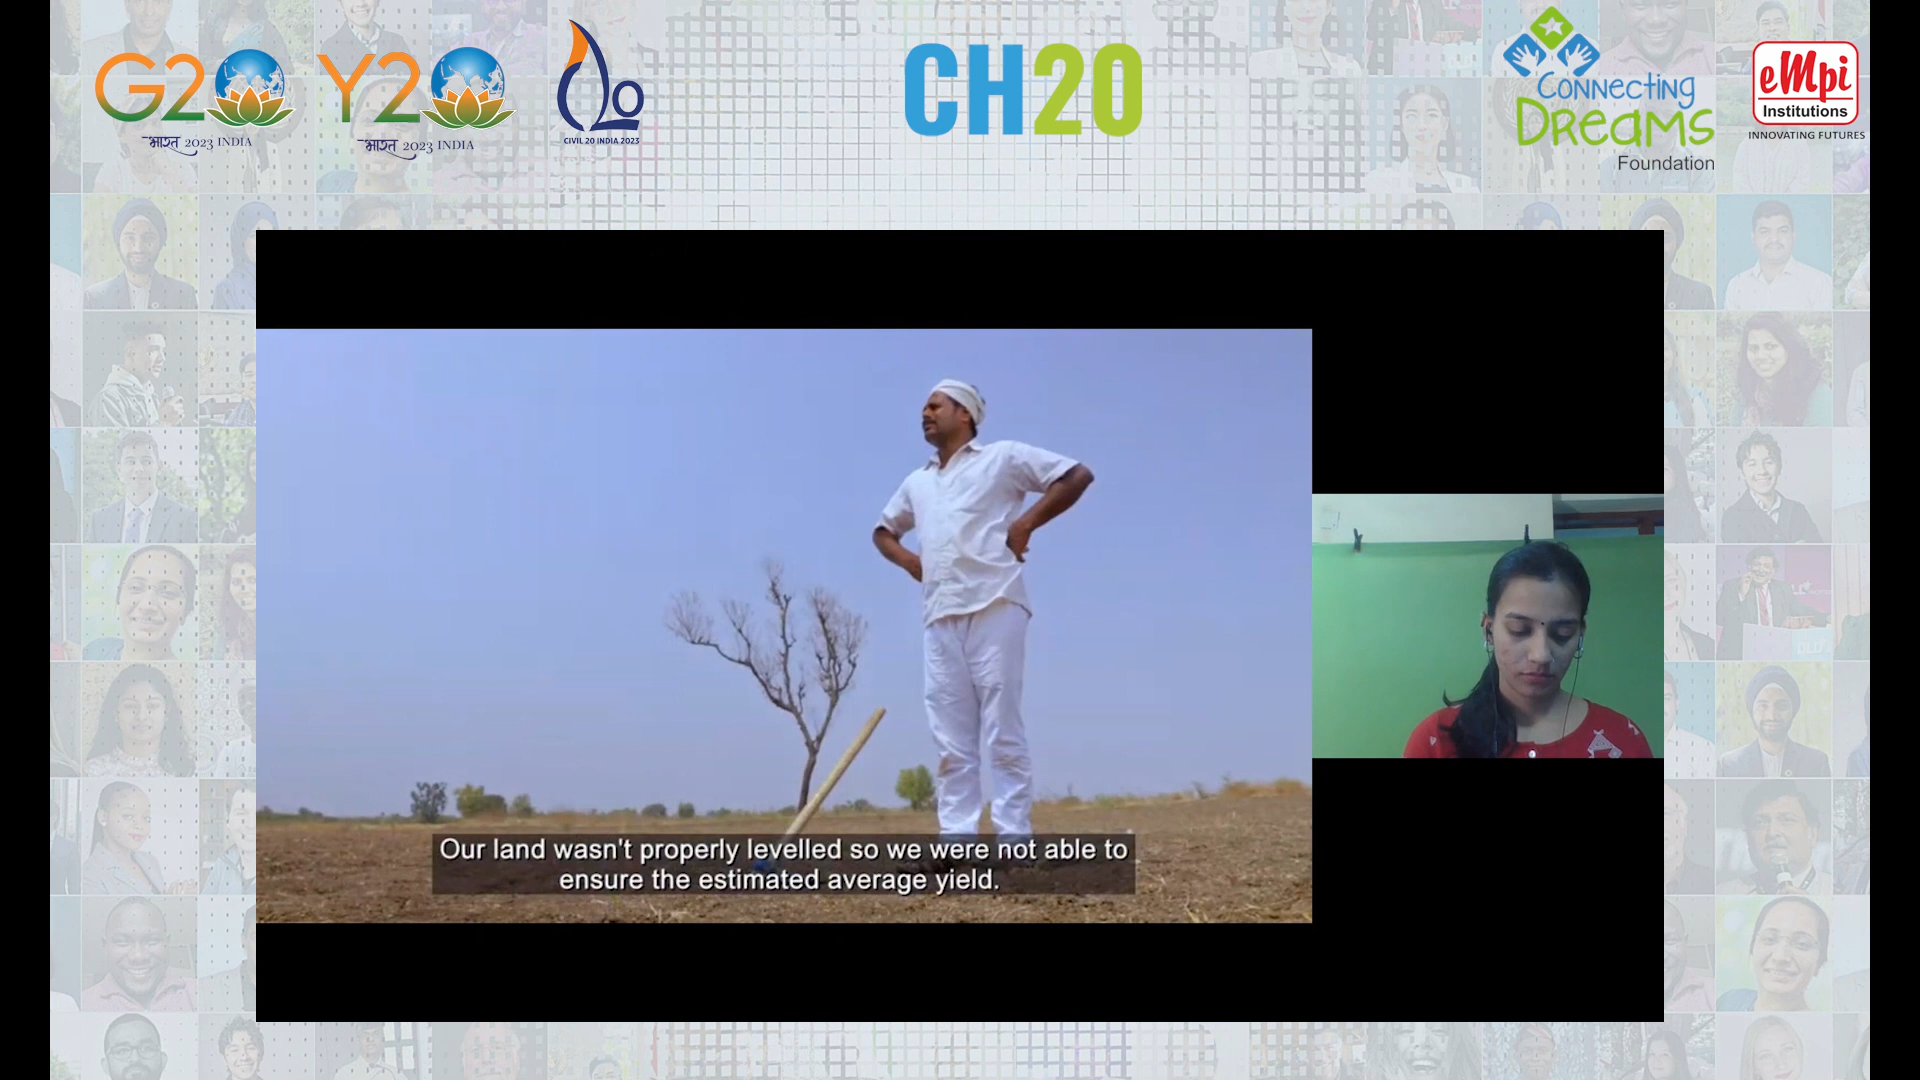 G20
भारत 2023 INDIA
Y20
भारत 2023 INDIA
CIVIL 20 INDIA 2023
CH20
CONNECTING
DREAMS
Foundation
eMpi
Institutions
INNOVATING FUTURES
Our land wasn't properly levelled so we were not able to
ensure the estimated average yield.